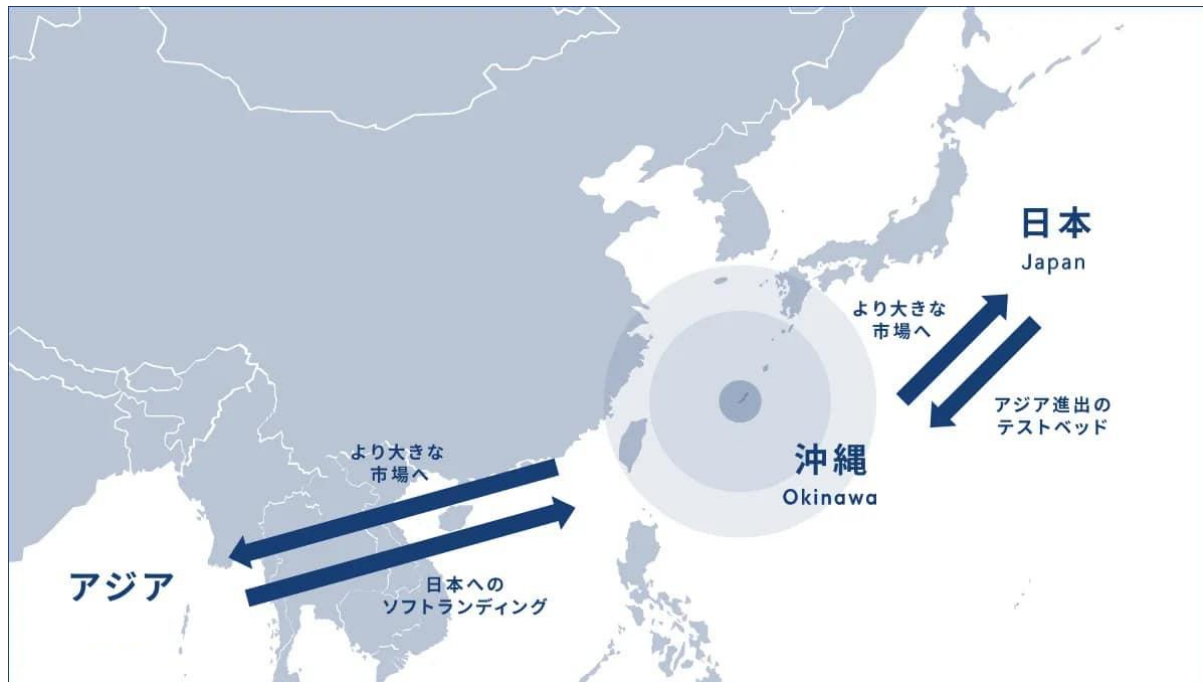 日本
Japan
より大きな
市場へ
アジア進出の
テストベッド
沖縄
Okinawa
より大きな
市場へ
アジア
日本への
ソフトランディング